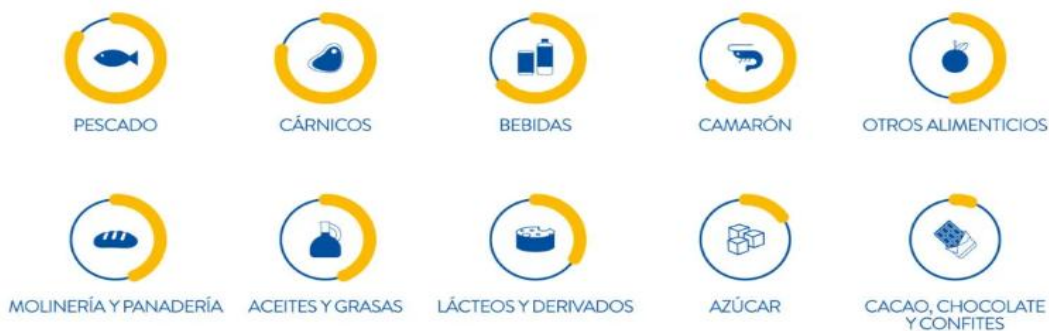 PESCADO
CÁRNICOS
BEBIDAS
CAMARÓN
OTROS ALIMENTICIOS
MOLINERÍA Y PANADERÍA
ACEITES Y GRASAS
LÁCTEOS Y DERIVADOS
AZÚCAR
CACAO, CHOCOLATE
Y CONFITES